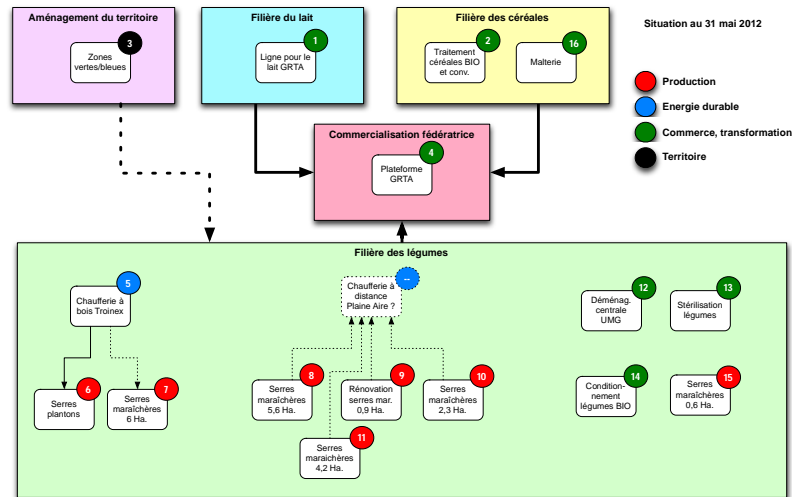 Aménagement du territoire
3
Zones
vertes/bleues
Filière du lait
1
Ligne pour le
lait GRTA
Filière des céréales
2
Traitement
céréales BIO
et conv.
16
Malterie
Situation au 31 mai 2012
Production
Energie durable
Commerce, transformation
Territoire
Commercialisation fédératrice
4
Plateforme
GRTA
Filière des légumes
5
Chaufferie à
bois Troinex
--
Chaufferie à
distance
Plaine Aire ?
12
Déménag.
centrale
UMG
13
Stérilisation
légumes
6
Serres
plantons
7
Serres
maraîchères
6 Ha.
8
Serres
maraîchères
5,6 Ha.
9
Rénovation
serres mar.
0,9 Ha.
10
Serres
maraîchères
2,3 Ha.
14
Condition-
nement
légumes BIO
15
Serres
maraîchères
0,6 Ha.
11
Serres
maraichères
4,2 Ha.